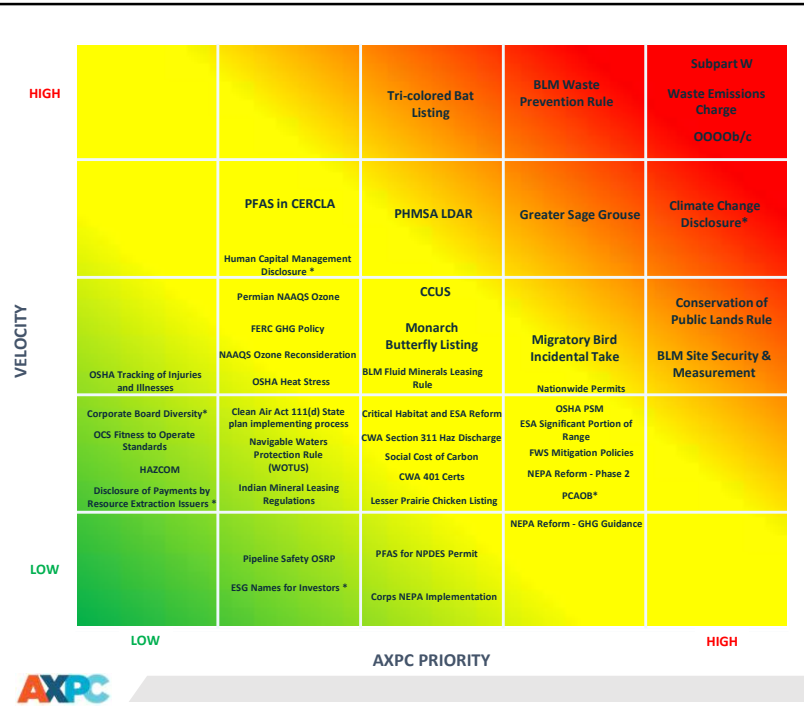 HIGH
Tri-colored Bat
Listing
BLM Waste
Prevention Rule
Subpart W
Waste Emissions
Charge
OOOOb/c
PFAS in CERCLA
Human Capital Management
Disclosure *
PHMSA LDAR
Greater Sage Grouse
Climate Change
Disclosure*
VELOCITY
OSHA Tracking of Injuries
and Illnesses
Permian NAAQS Ozone
FERC GHG Policy
NAAQS Ozone Reconsideration
OSHA Heat Stress
CCUS
Monarch
Butterfly Listing
BLM Fluid Minerals Leasing
Rule
Migratory Bird
Incidental Take
Nationwide Permits
Conservation of
Public Lands Rule
BLM Site Security &
Measurement
Corporate Board Diversity*
OCS Fitness to Operate
Standards
HAZCOM
Disclosure of Payments by
Resource Extraction Issuers *
Clean Air Act 111(d) State
plan implementing process
Navigable Waters
Protection Rule
(WOTUS)
Indian Mineral Leasing
Regulations
Critical Habitat and ESA Reform
CWA Section 311 Haz Discharge
Social Cost of Carbon
CWA 401 Certs
Lesser Prairie Chicken Listing
OSHA PSM
ESA Significant Portion of
Range
FWS Mitigation Policies
NEPA Reform - Phase 2
PCAOB*
LOW
Pipeline Safety OSRP
ESG Names for Investors *
PFAS for NPDES Permit
Corps NEPA Implementation
NEPA Reform - GHG Guidance
LOW
HIGH
AXPC PRIORITY
AXPC